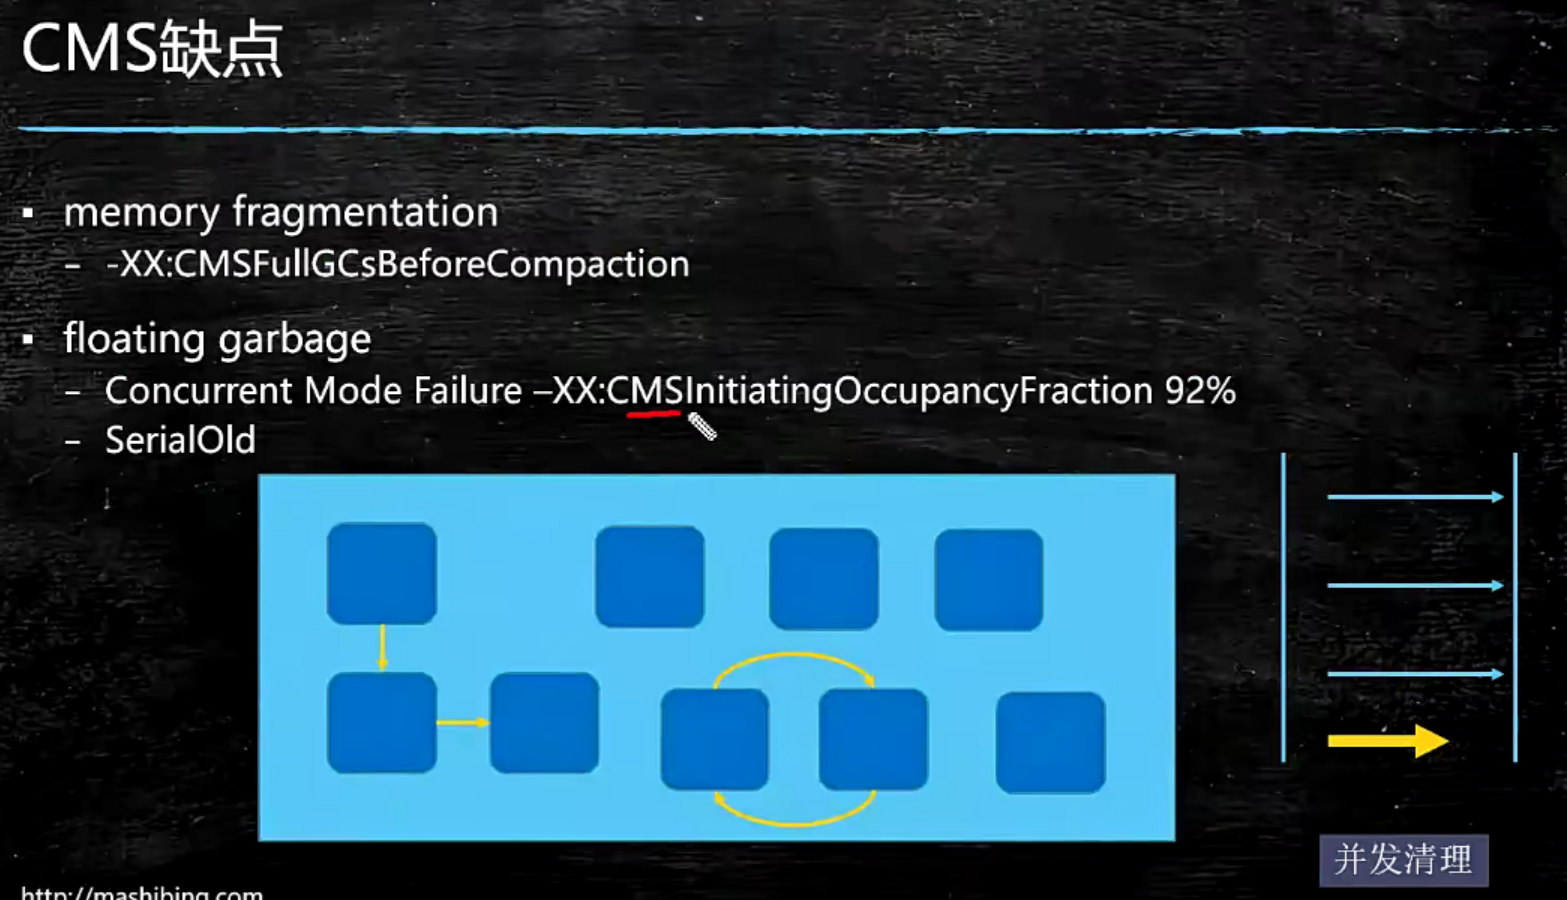 CMS缺点
▪ memory fragmentation
– -XX:CMSFullGCsBeforeCompaction
▪ floating garbage
– Concurrent Mode Failure –XX:CMSInitiatingOccupancyFraction 92%
– SerialOld
并发清理
http://mashibing.com